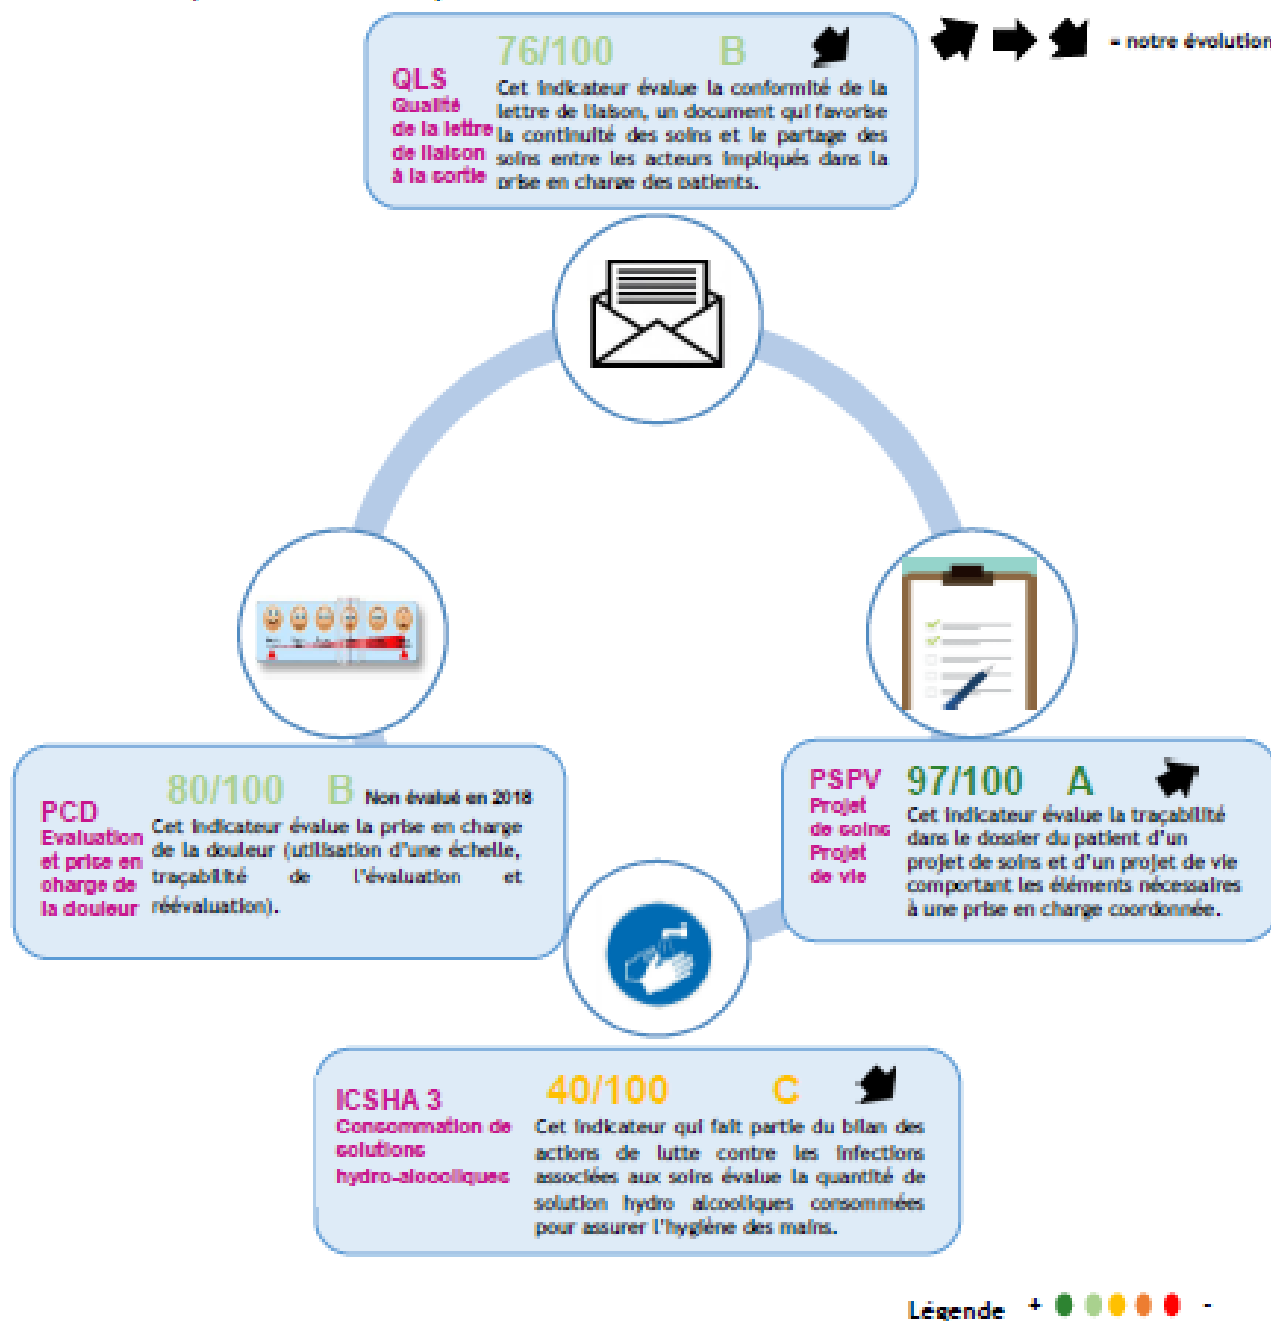 76/100 B
= notre évolution
QLS
Qualité
de la lettre
de liaison
à la sortie
Cet indicateur évalue la conformité de la
lettre de liaison, un document qui favorise
la continuité des soins et le partage des
soins entre les acteurs impliqués dans la
prise en charge des patients.
80/100 B Non évalué en 2018
PCD
Evaluation
et prise en
charge de
la douleur
Cet indicateur évalue la prise en charge
de la douleur (utilisation d'une échelle,
traçabilité de l'évaluation et
réévaluation).
PSPV
Projet
de soins
Projet
de vie
97/100 A
Cet indicateur évalue la traçabilité
dans le dossier du patient d'un
projet de soins et d'un projet de vie
comportant les éléments nécessaires
à une prise en charge coordonnée.
ICSHA 3
Consommation de
solutions
hydro-alcooliques
40/100 C
Cet indicateur qui fait partie du bilan des
actions de lutte contre les infections
associées aux soins évalue la quantité de
solution hydro alcooliques consommées
pour assurer l'hygiène des mains.
Légende + -